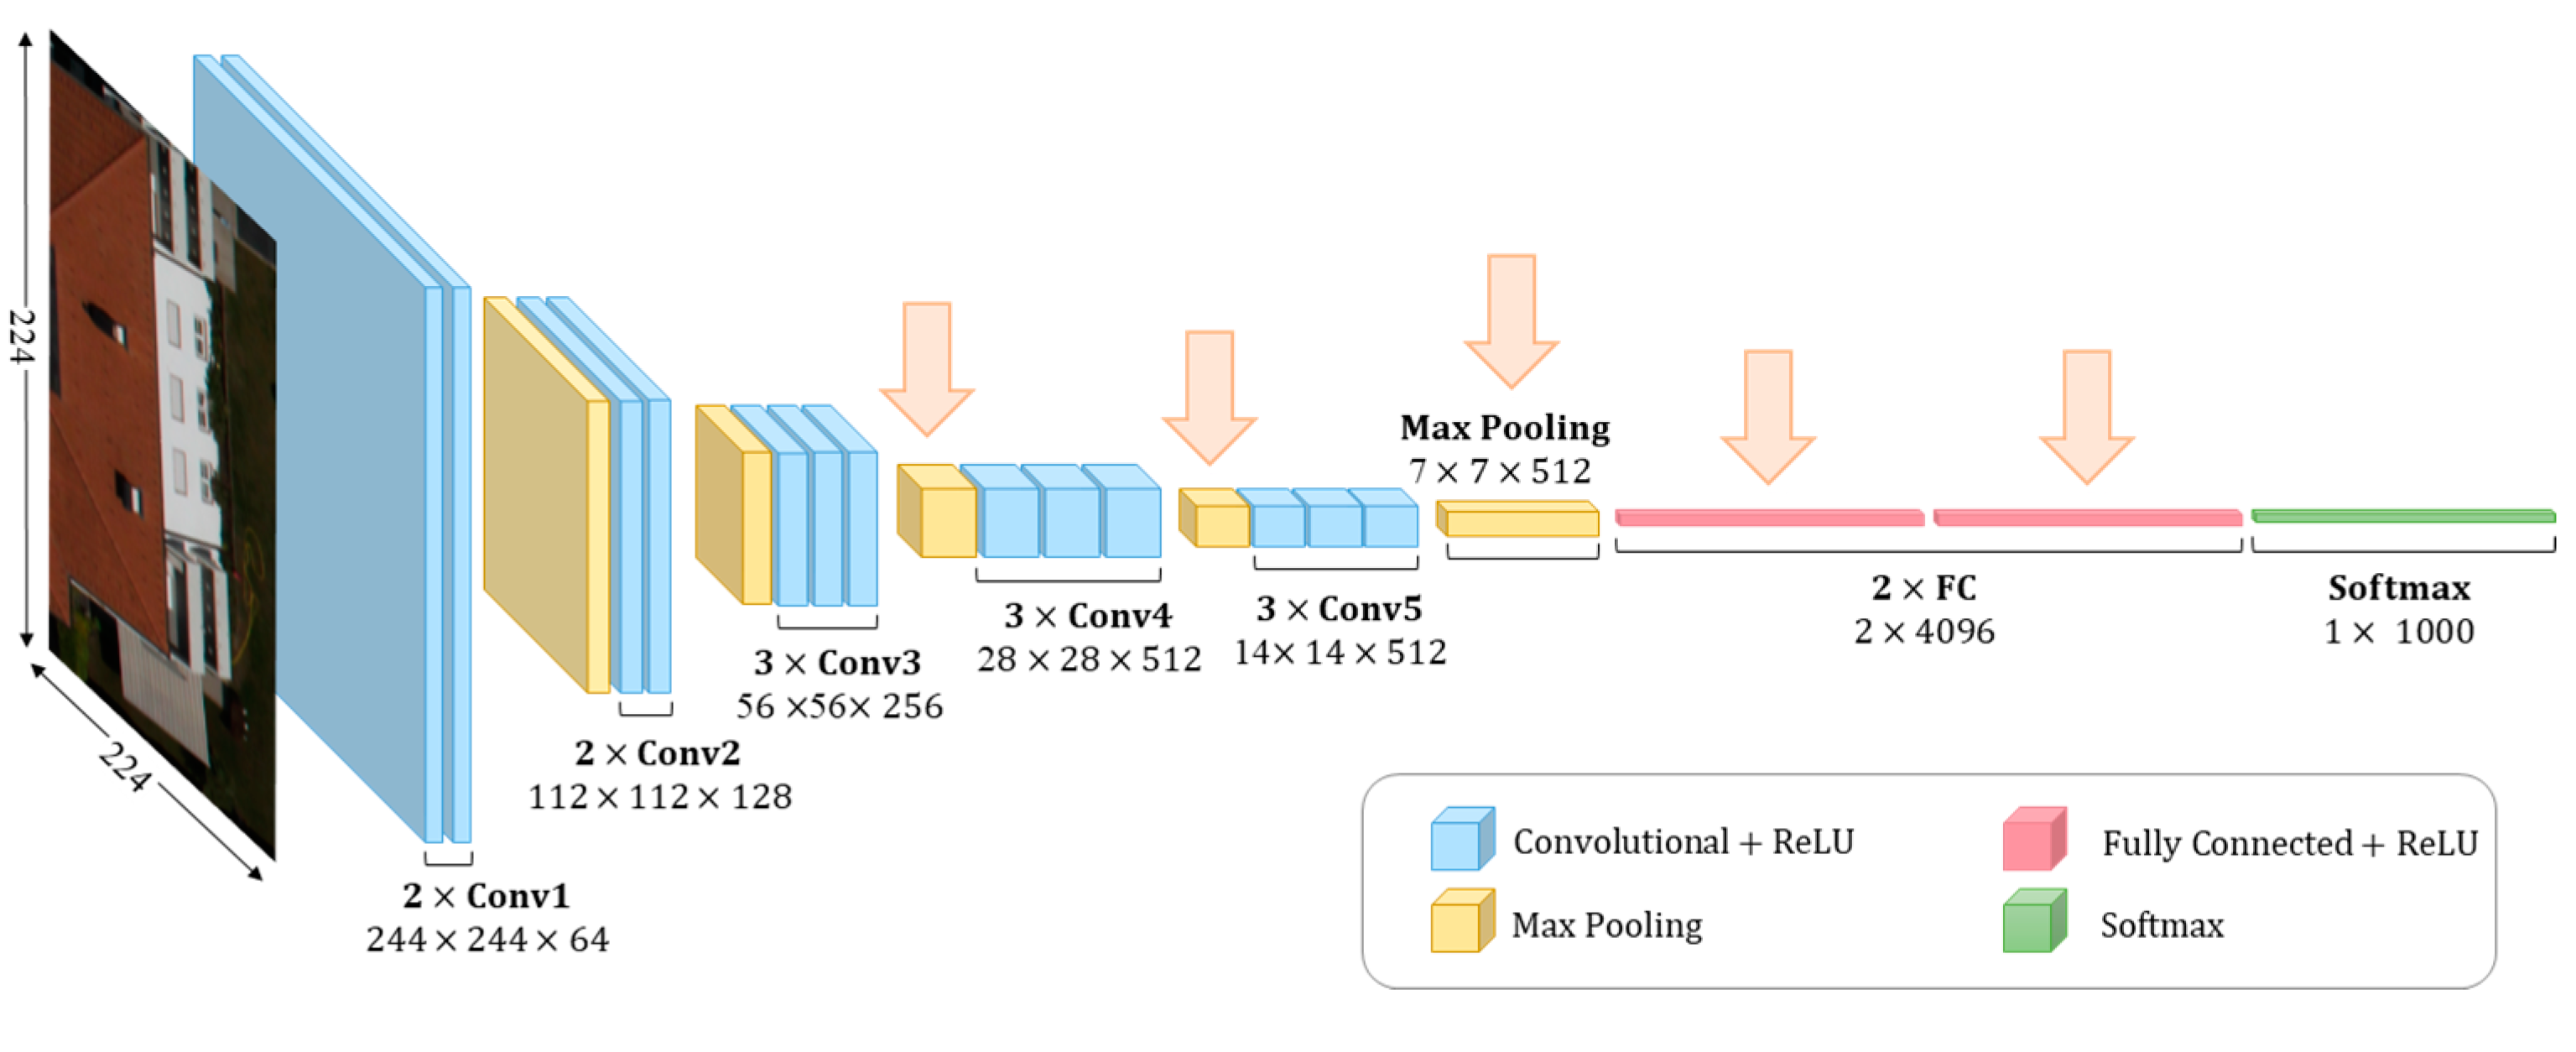 224
224
2 × Conv1
244 × 244 × 64
2 × Conv2
112 × 112 × 128
3 × Conv3
56 ×56× 256
3 × Conv4
28 × 28 × 512
3 × Conv5
14× 14 × 512
Max Pooling
7 × 7 × 512
2 × FC
2 × 4096
Softmax
1 × 1000
Convolutional + ReLU
Fully Connected + ReLU
Max Pooling
Softmax